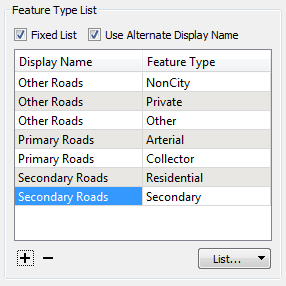 Feature Type List
Fixed List Use Alternate Display Name
Display Name Feature Type
Other Roads NonCity
Other Roads Private
Other Roads Other
Primary Roads Arterial
Primary Roads Collector
Secondary Roads Residential
Secondary Roads Secondary
List...